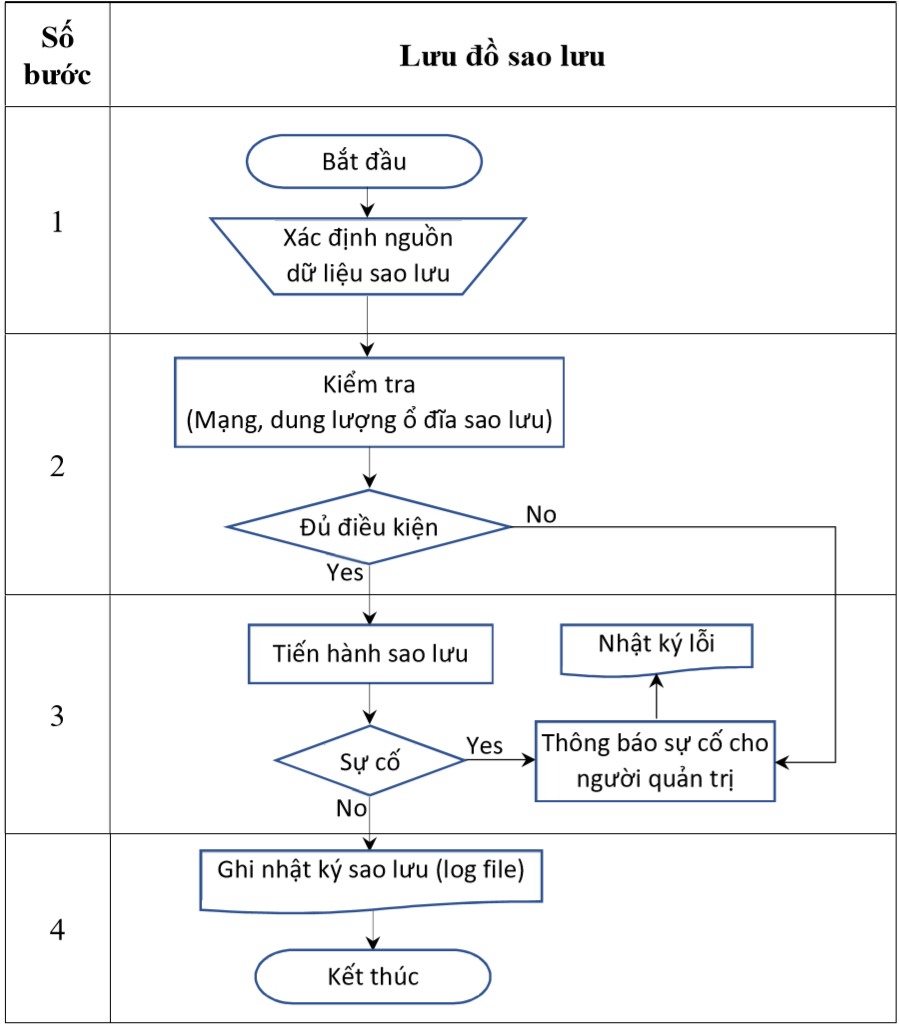 Số
bước
Lưu đồ sao lưu
1
Bắt đầu
Xác định nguồn
dữ liệu sao lưu
2
Kiểm tra
(Mạng, dung lượng ổ đĩa sao lưu)
Đủ điều kiện
No
Yes
3
Tiến hành sao lưu
Nhật ký lỗi
Sự cố
Yes
Thông báo sự cố cho
người quản trị
No
4
Ghi nhật ký sao lưu (log file)
Kết thúc